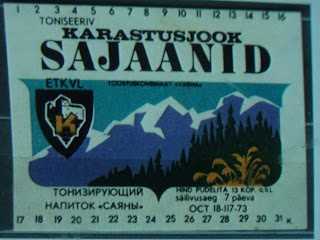 1 2 3 4 5 6 7 8 9 10 11 12 13 14 15 16
TONISEERIV
KARASTUSJOOK
SAJAANID
ETKVL
TÖÖSTUSKOMBINAAT
K
ТОНИЗИРУЮЩИЙ
НАПИТОК «САЯНЫ»
HIND PUDELITA 13 KOP. 0,5 L
säilivusaeg 7 päeva
OCT 18-117-73
17 18 19 20 21 22 23 24 25 26 27 28 29 30 31 к